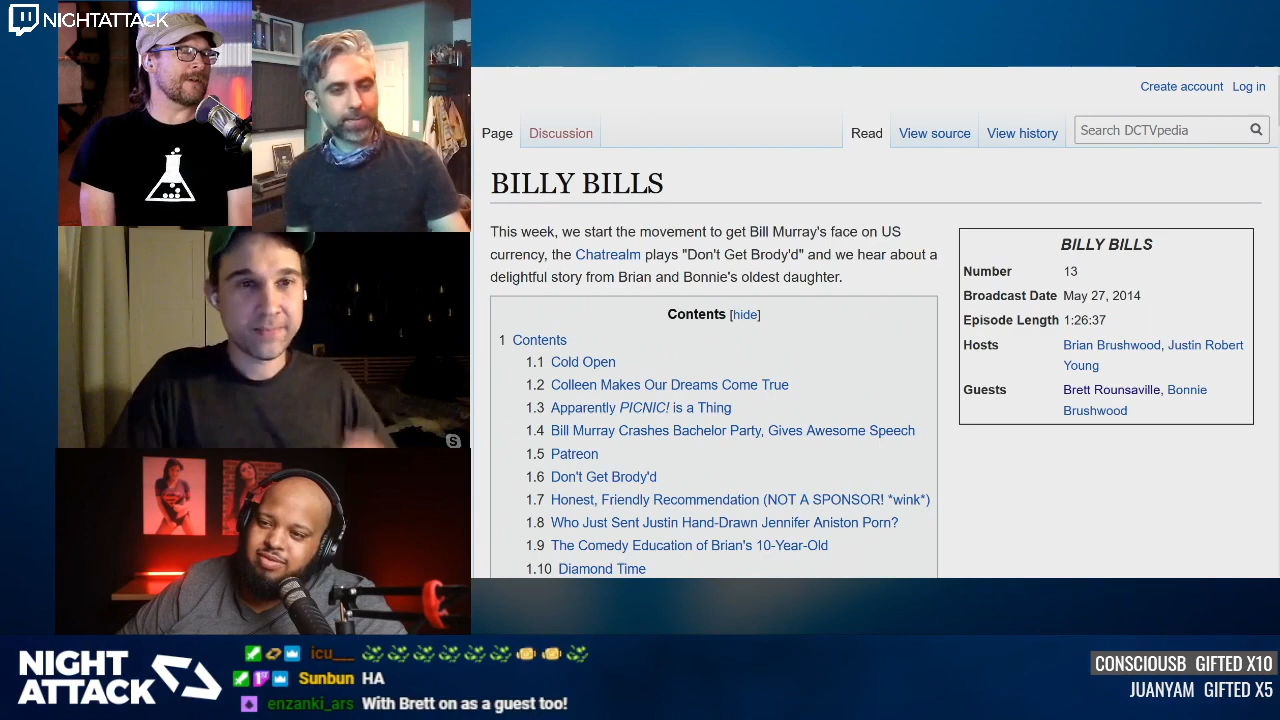 NIGHTATTACK
Create account Log in
Page Discussion Read View source View history Search DCTVpedia
BILLY BILLS
This week, we start the movement to get Bill Murray's face on US
currency, the Chatrealm plays "Don't Get Brody'd" and we hear about a
delightful story from Brian and Bonnie's oldest daughter.
Contents [hide]
1 Contents
1.1 Cold Open
1.2 Colleen Makes Our Dreams Come True
1.3 Apparently PICNIC! is a Thing
1.4 Bill Murray Crashes Bachelor Party, Gives Awesome Speech
1.5 Patreon
1.6 Don't Get Brody'd
1.7 Honest, Friendly Recommendation (NOT A SPONSOR! *wink*)
1.8 Who Just Sent Justin Hand-Drawn Jennifer Aniston Porn?
1.9 The Comedy Education of Brian's 10-Year-Old
1.10 Diamond Time
BILLY BILLS
Number 13
Broadcast Date May 27, 2014
Episode Length 1:26:37
Hosts Brian Brushwood, Justin Robert
Young
Guests Brett Rounsaville, Bonnie
Brushwood
NIGHT
ATTACK
icu__
Sunbun HA
enzanki_ars With Brett on as a guest too!
CONSCIOUSB GIFTED X10
JUANYAM GIFTED X5